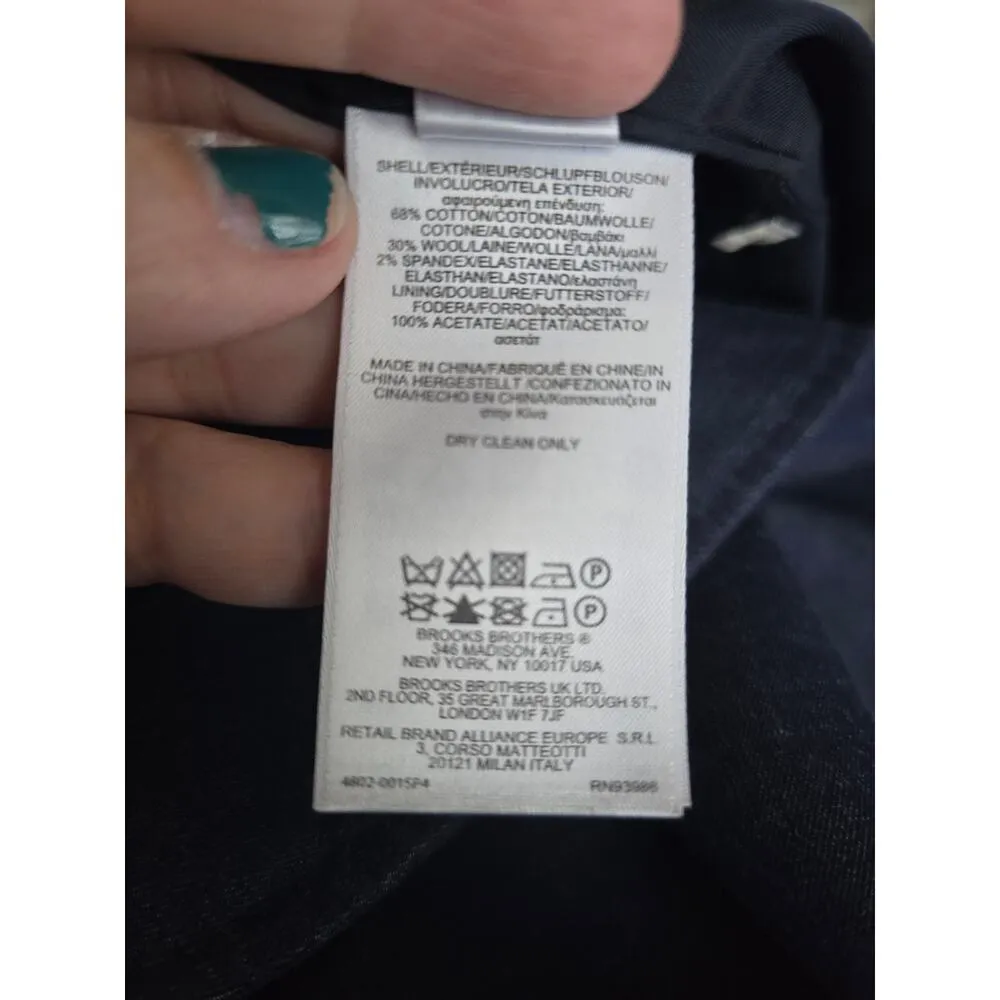 SHELL/EXTÉRIEUR/SCHLUPFBLOUSON/
INVOLUCRO/TELA EXTERIOR/
αφαιρούμενη επένδυση:
68% COTTON/COTON/BAUMWOLLE/
COTONE/ALGODON/βαμβάκι
30% WOOL/LAINE/WOLLE/LANA/μαλλί
2% SPANDEX/ELASTANE/ELASTHANNE/
ELASTHAN/ELASTANO/ελαστάνη
LINING/DOUBLURE/FUTTERSTOFF/
FODERA/FORRO/φοδράρισμα:
100% ACETATE/ACETAT/ACETATO/
ασετάτ
MADE IN CHINA/FABRIQUÉ EN CHINE/IN
CHINA HERGESTELLT /CONFEZIONATO IN
CINA/HECHO EN CHINA/Κατασκευάζεται
στην Κίνα
DRY CLEAN ONLY
P
P
BROOKS BROTHERS ®
346 MADISON AVE.
NEW YORK, NY 10017 USA
BROOKS BROTHERS UK LTD.
2ND FLOOR, 35 GREAT MARLBOROUGH ST.,
LONDON W1F 7JF
RETAIL BRAND ALLIANCE EUROPE S.R.L.
3, CORSO MATTEOTTI
20121 MILAN ITALY
4802-0015P4 RN93986